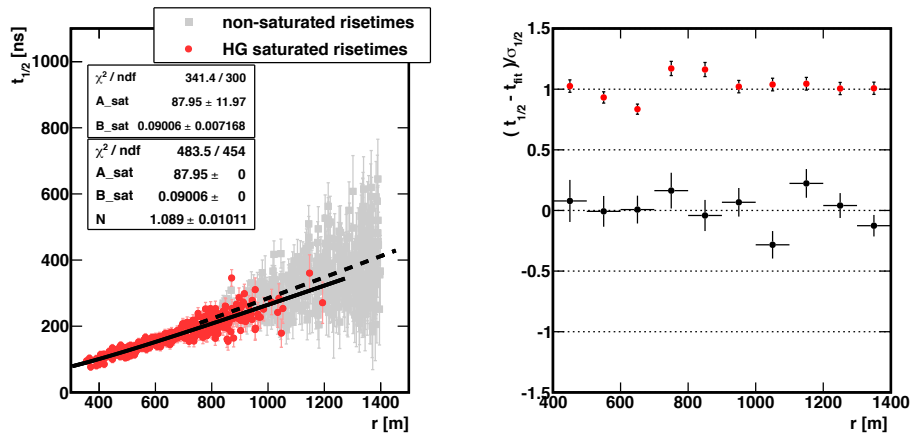 non-saturated risetimes
HG saturated risetimes
t1/2 [ns]
χ² / ndf 341.4 / 300
A_sat 87.95 ± 11.97
B_sat 0.09006 ± 0.007168
χ² / ndf 483.5 / 454
A_sat 87.95 ± 0
B_sat 0.09006 ± 0
N 1.089 ± 0.01011
1000
800
600
400
200
0
400 600 800 1000 1200 1400
r [m]
(t1/2 - tfit)/σ1/2
1.5
1
0.5
0
-0.5
-1
-1.5
400 600 800 1000 1200 1400
r [m]